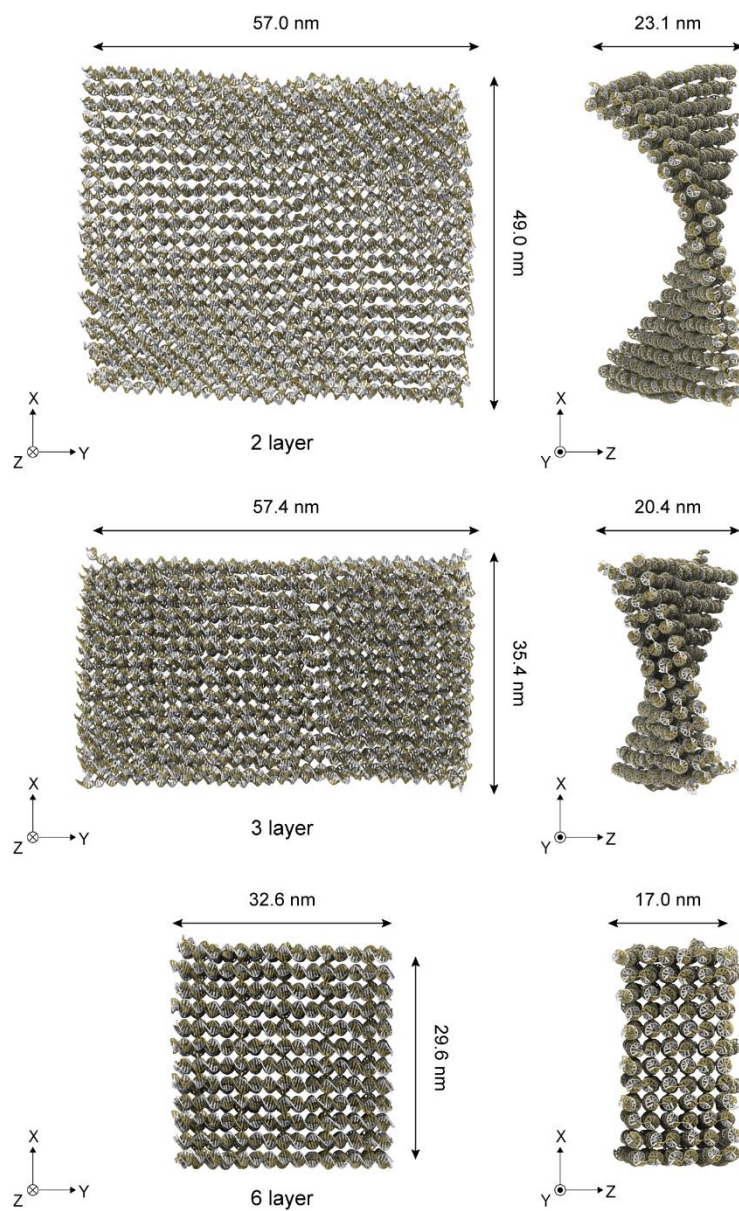 57.0 nm
23.1 nm
49.0 nm
X
Z
Y
2 layer
X
Y
Z
57.4 nm
20.4 nm
35.4 nm
X
Z
Y
3 layer
X
Y
Z
32.6 nm
17.0 nm
29.6 nm
X
Z
Y
6 layer
X
Y
Z